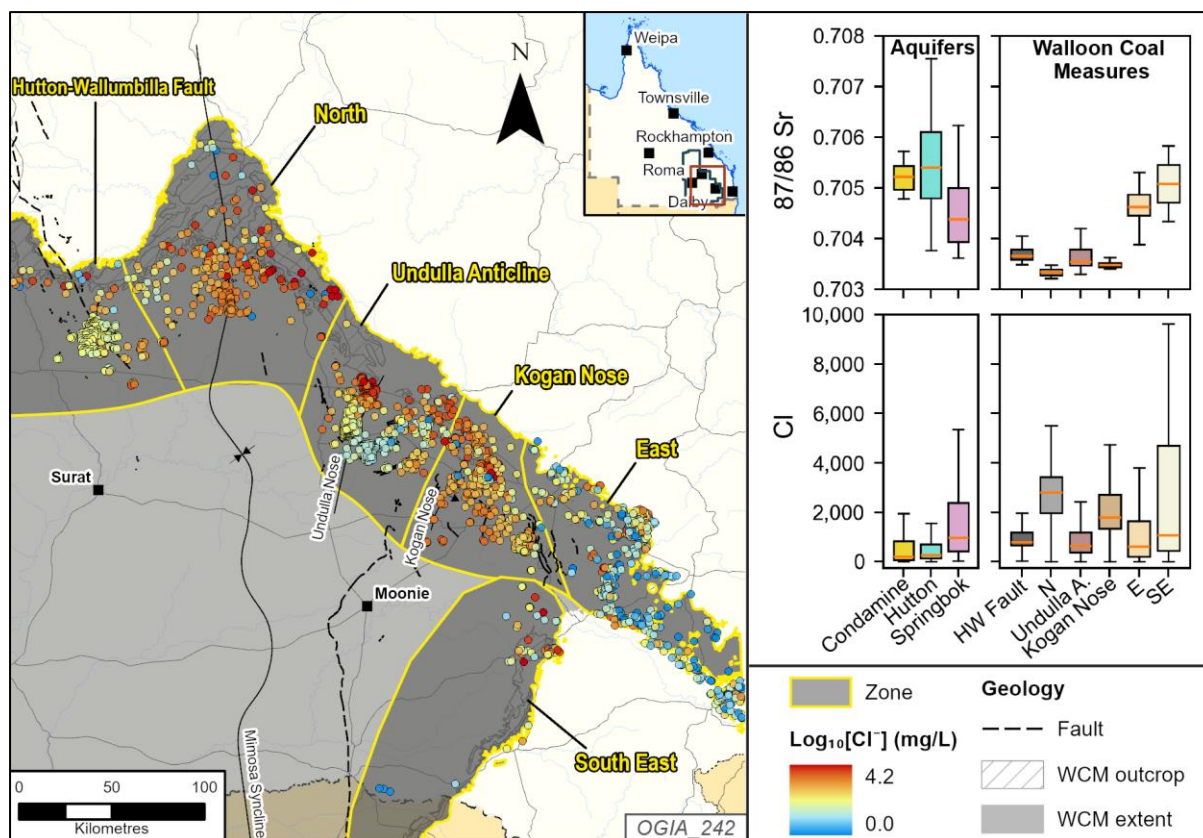 Hutton-Wallumbilla Fault
North
Undulla Anticline
Kogan Nose
East
South East
Surat
Moonie
Undulla Nose
Kogan Nose
Mimosa Syncline
N
Weipa
Townsville
Rockhampton
Roma
Dalby
0 50 100
Kilometres
OGIA_242
Aquifers
Walloon Coal
Measures
87/86 Sr
0.708
0.707
0.706
0.705
0.704
0.703
Cl
10,000
8,000
6,000
4,000
2,000
0
Condamine
Hutton
Springbok
HW Fault
N
Undulla A.
Kogan Nose
E
SE
Zone
Log₁₀[Cl⁻] (mg/L)
4.2
0.0
Geology
Fault
WCM outcrop
WCM extent